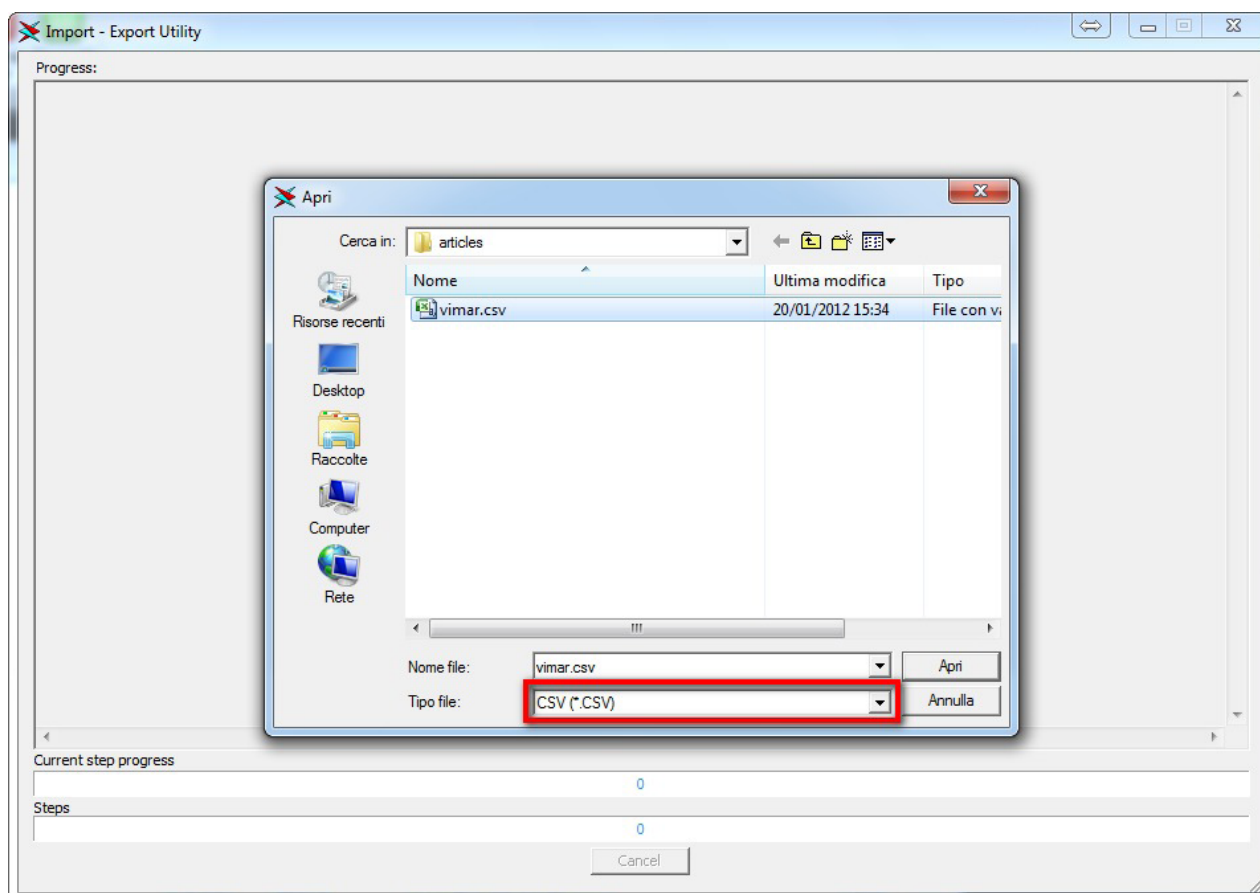 Import - Export Utility
Progress:
Apri
Cerca in: articles
Nome Ultima modifica Tipo
vimar.csv 20/01/2012 15:34 File con
Risorse recenti
Desktop
Raccolte
Computer
Rete
Nome file: vimar.csv Apri
Tipo file: CSV (*.CSV) Annulla
Current step progress
0
Steps
0
Cancel